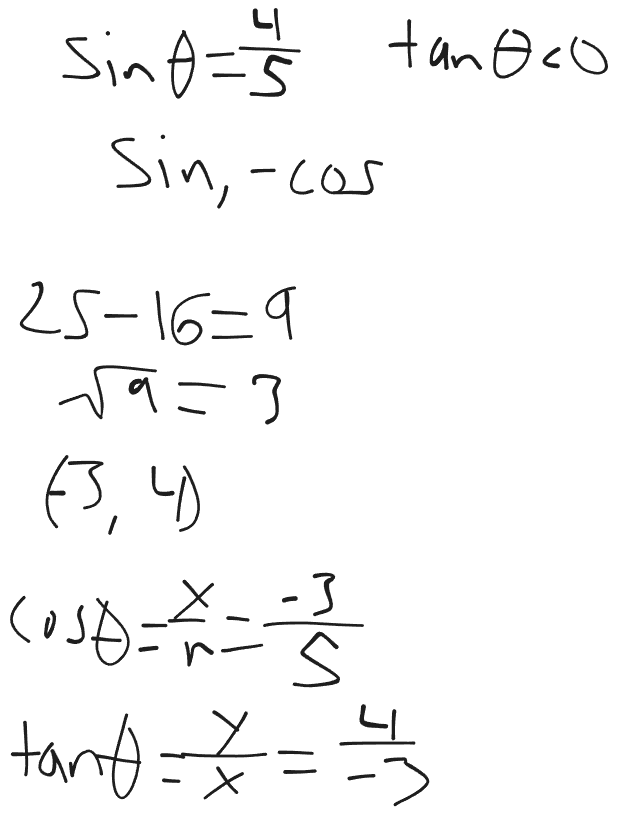 sinθ = 4/5 tanθ < 0
Sin, -cos
25 - 16 = 9
√9 = 3
(-3, 4)
cosθ = x/r = -3/5
tanθ = y/x = 4/-3